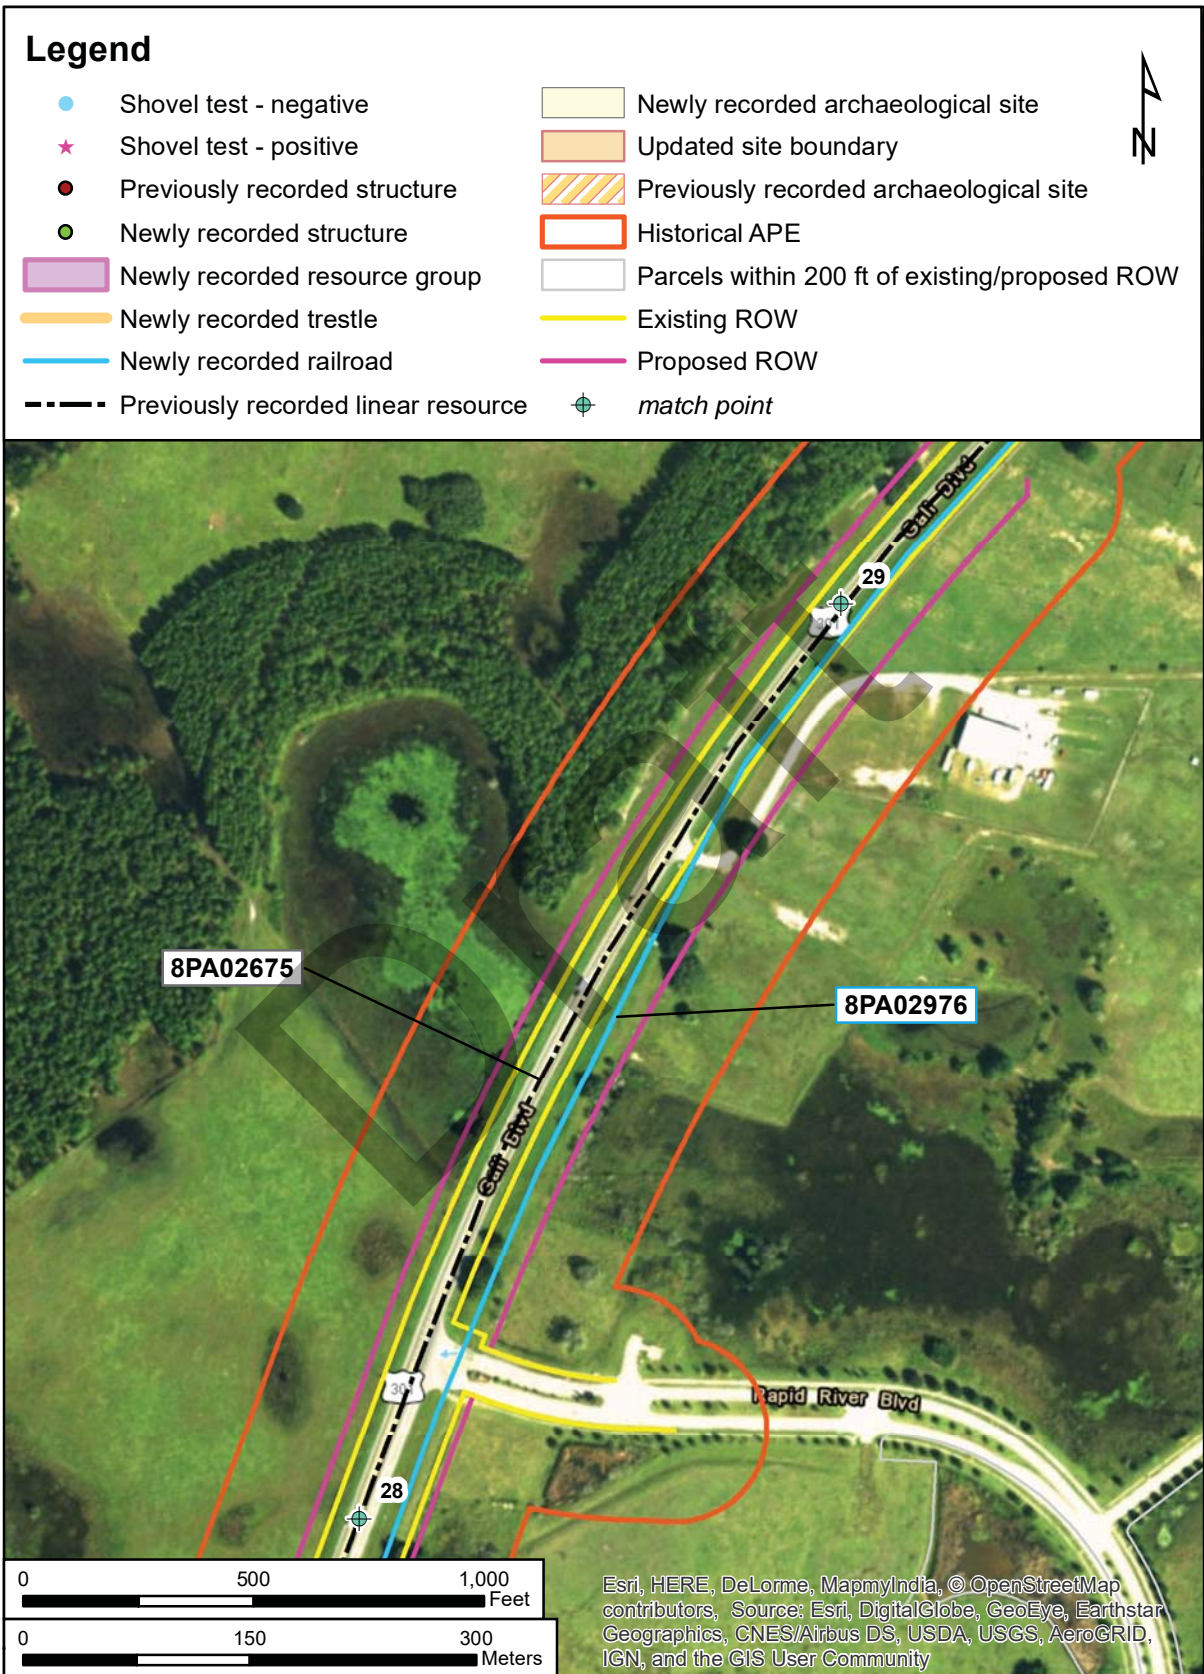 Legend
Shovel test - negative
Shovel test - positive
Previously recorded structure
Newly recorded structure
Newly recorded resource group
Newly recorded trestle
Newly recorded railroad
Previously recorded linear resource
Newly recorded archaeological site
Updated site boundary
Previously recorded archaeological site
Historical APE
Parcels within 200 ft of existing/proposed ROW
Existing ROW
Proposed ROW
match point
N
Gall Blvd
29
301
Draft
8PA02675
8PA02976
Gall Blvd
301
Rapid River Blvd
28
0 500 1,000
Feet
0 150 300
Meters
Esri, HERE, DeLorme, MapmyIndia, © OpenStreetMap
contributors, Source: Esri, DigitalGlobe, GeoEye, Earthstar
Geographics, CNES/Airbus DS, USDA, USGS, AeroGRID,
IGN, and the GIS User Community